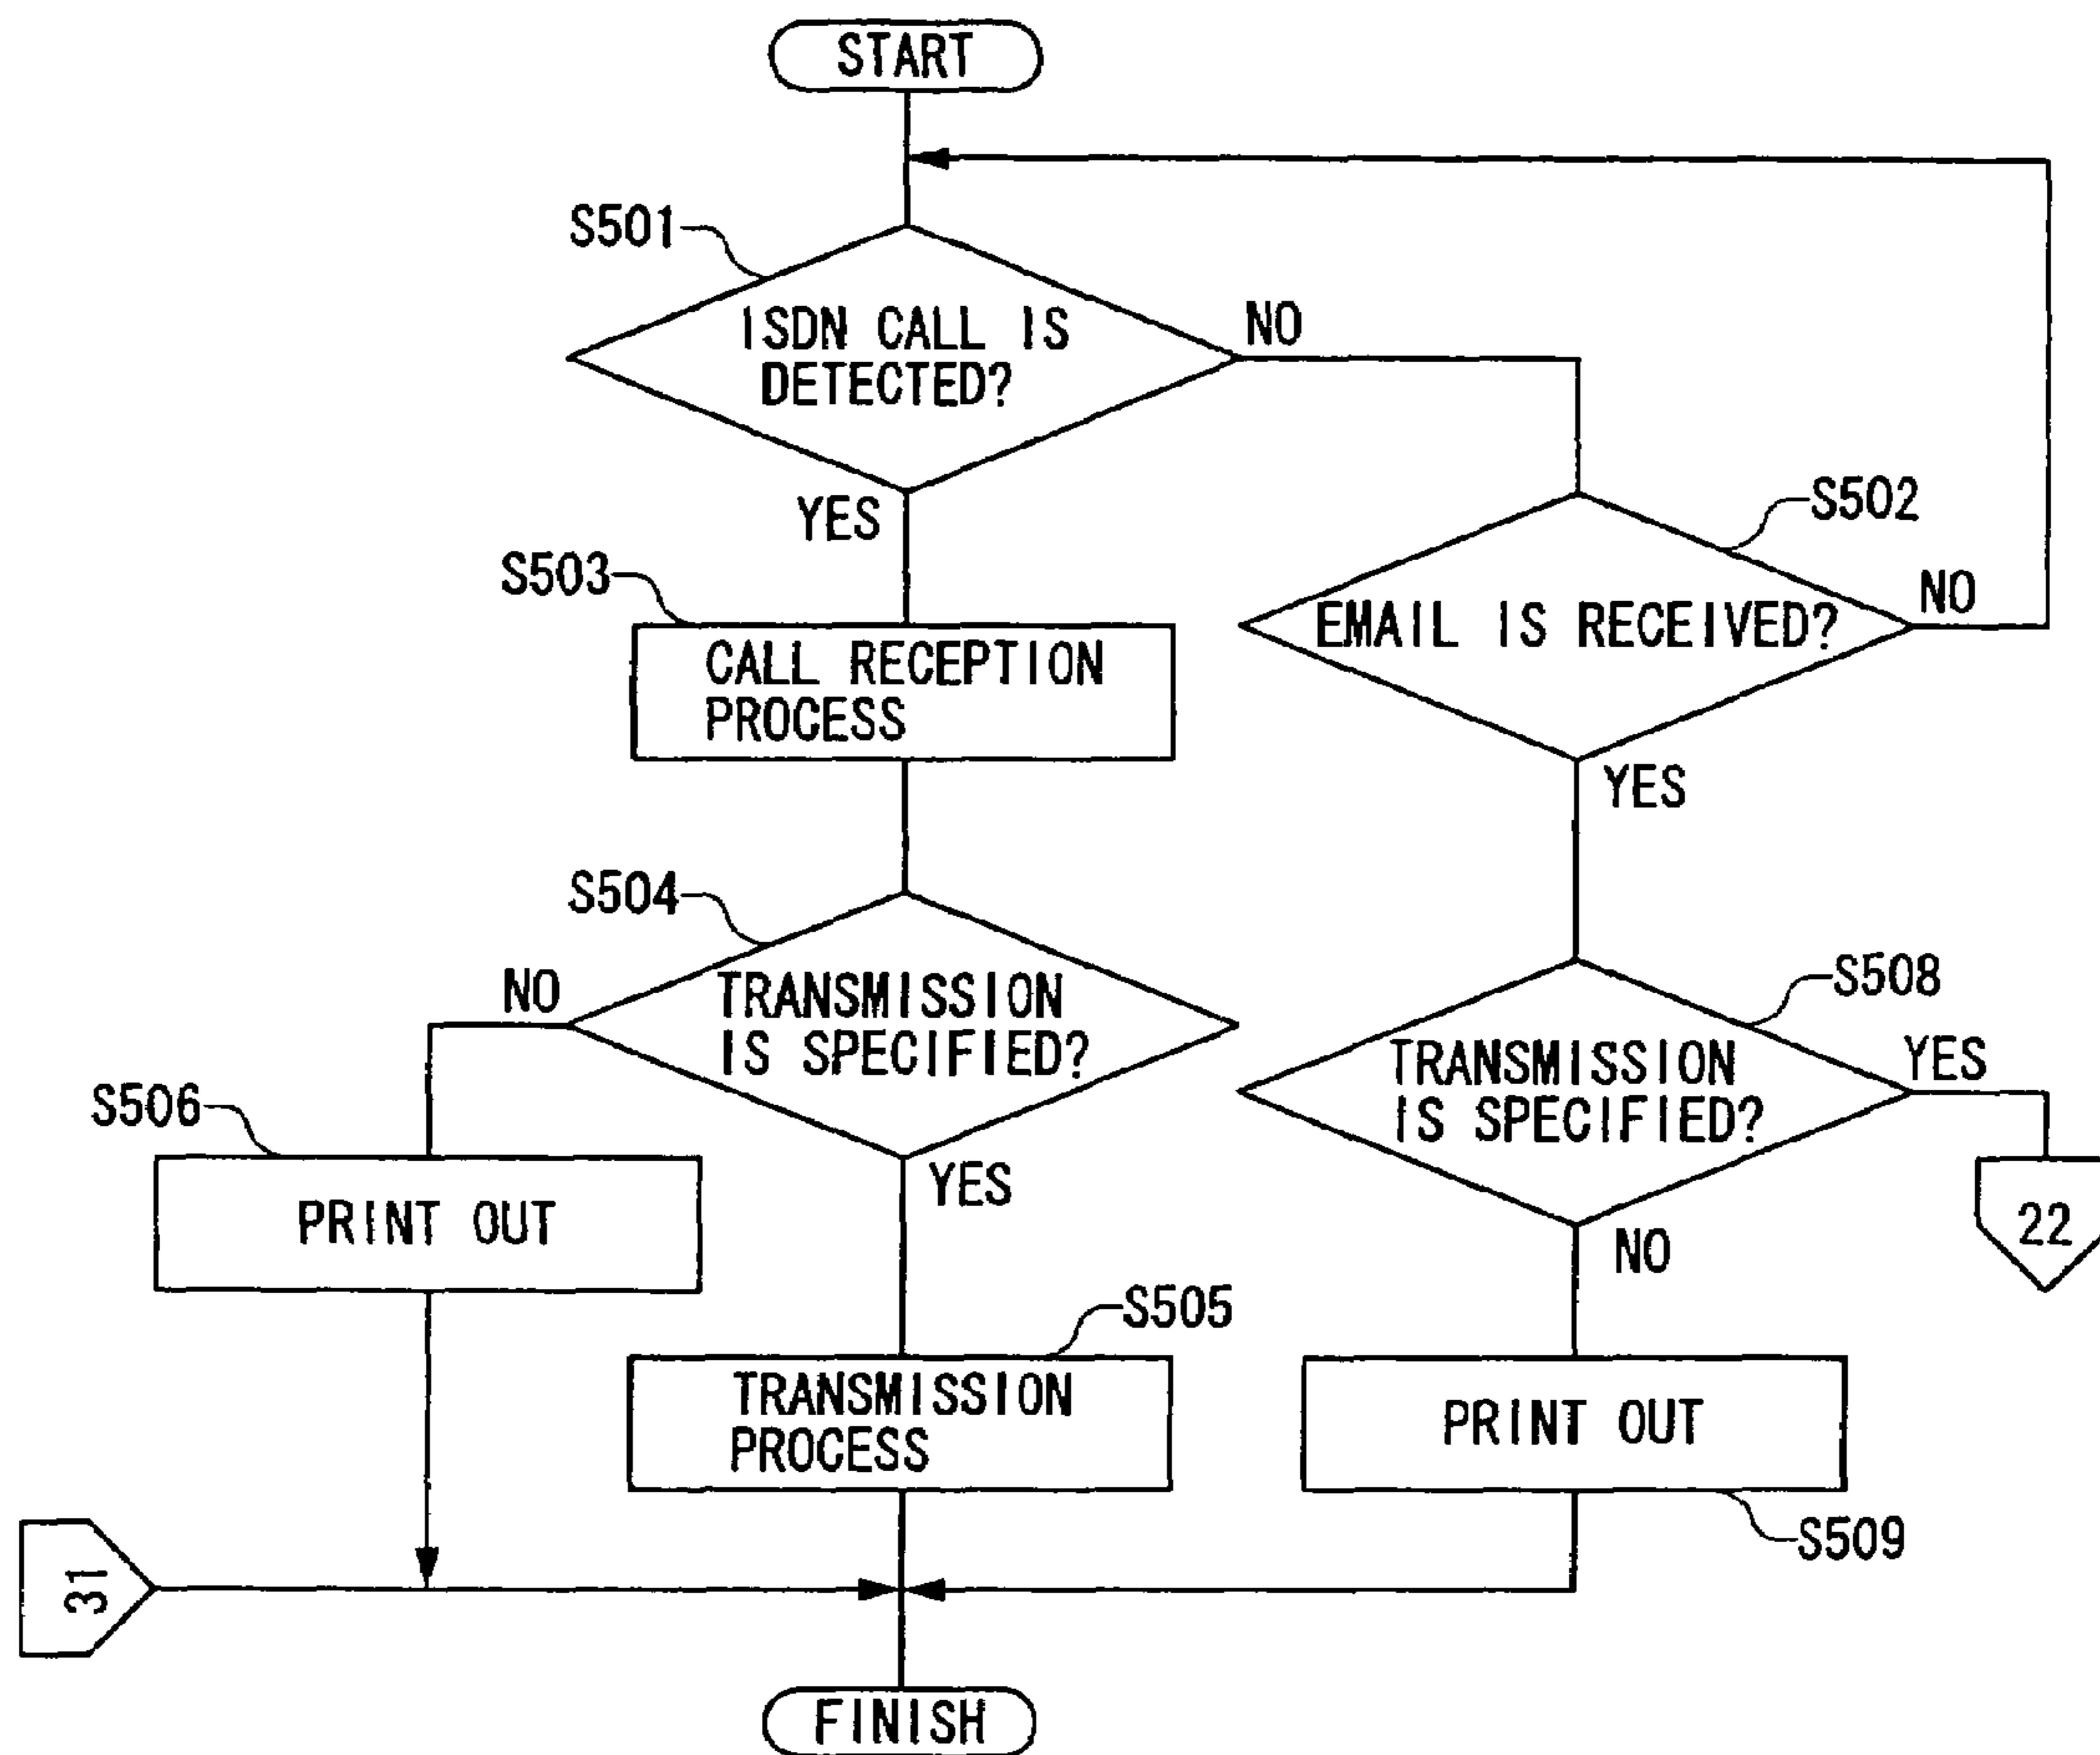 START
S501
ISDN CALL IS
DETECTED?
NO
YES
S502
EMAIL IS RECEIVED?
NO
YES
S503
CALL RECEPTION
PROCESS
S504
TRANSMISSION
IS SPECIFIED?
NO
YES
S508
TRANSMISSION
IS SPECIFIED?
YES
NO
22
S506
PRINT OUT
S505
TRANSMISSION
PROCESS
PRINT OUT
S509
31
FINISH